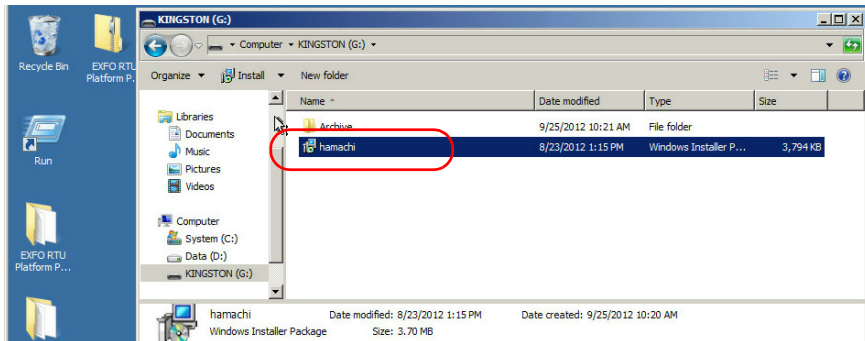 KINGSTON (G:)
Computer KINGSTON (G:)
Organize Install New folder
Name Date modified Type Size
Archive 9/25/2012 10:21 AM File folder
hamachi 8/23/2012 1:15 PM Windows Installer P... 3,794 KB
Libraries
Documents
Music
Pictures
Videos
Computer
System (C:)
Data (D:)
KINGSTON (G:)
hamachi Date modified: 8/23/2012 1:15 PM Date created: 9/25/2012 10:20 AM
Windows Installer Package Size: 3.70 MB
Recycle Bin
EXFO RTU
Platform P.
Run
EXFO RTU
Platform P...